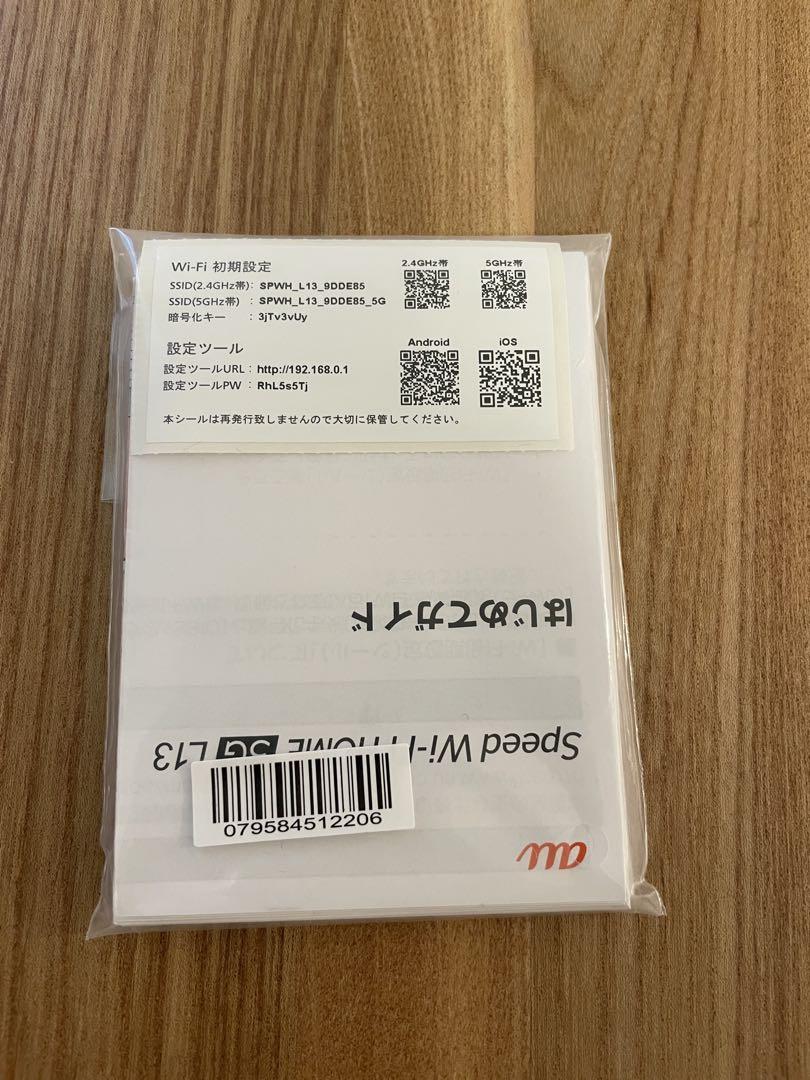 Wi-Fi 初期設定
SSID(2.4GHz帯): SPWH_L13_9DDE85
SSID(5GHz帯) : SPWH_L13_9DDE85_5G
暗号化キー : 3jTv3vUy
2.4GHz帯 5GHz帯
設定ツール
設定ツールURL : http://192.168.0.1
設定ツールPW : RhL5s5Tj
Android iOS
本シールは再発行致しませんので大切に保管してください。
はじめてガイド
Speed Wi-Fi HOME 5G L13
079584512206
au